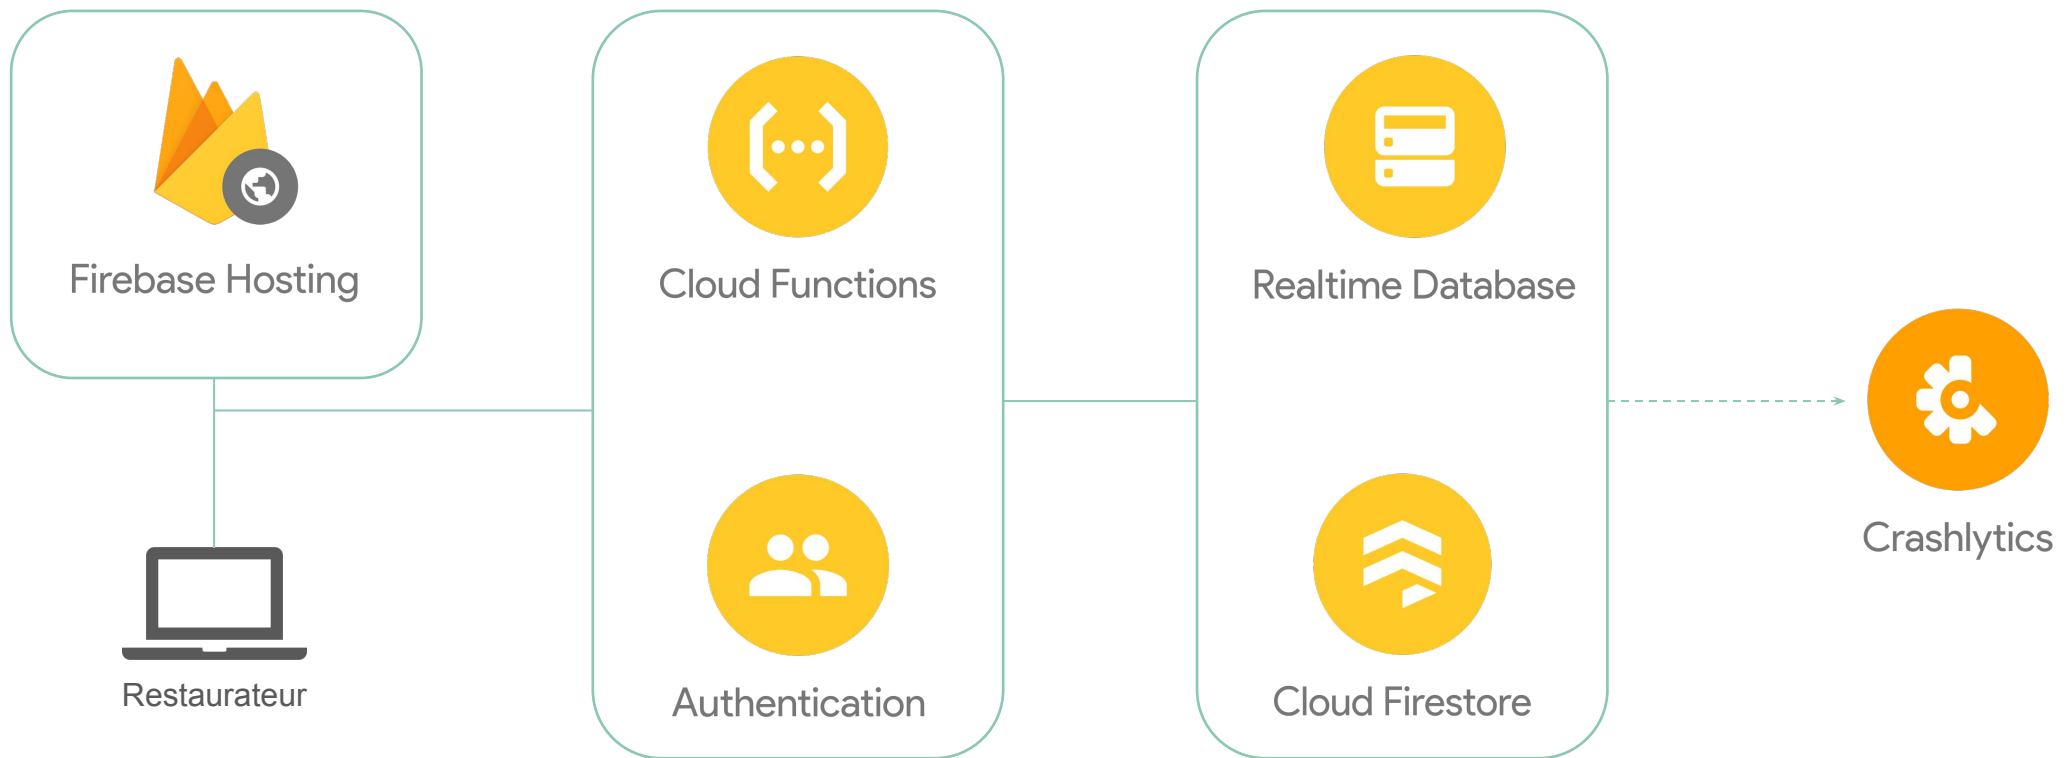 Firebase Hosting
Restaurateur
Cloud Functions
Authentication
Realtime Database
Cloud Firestore
Crashlytics